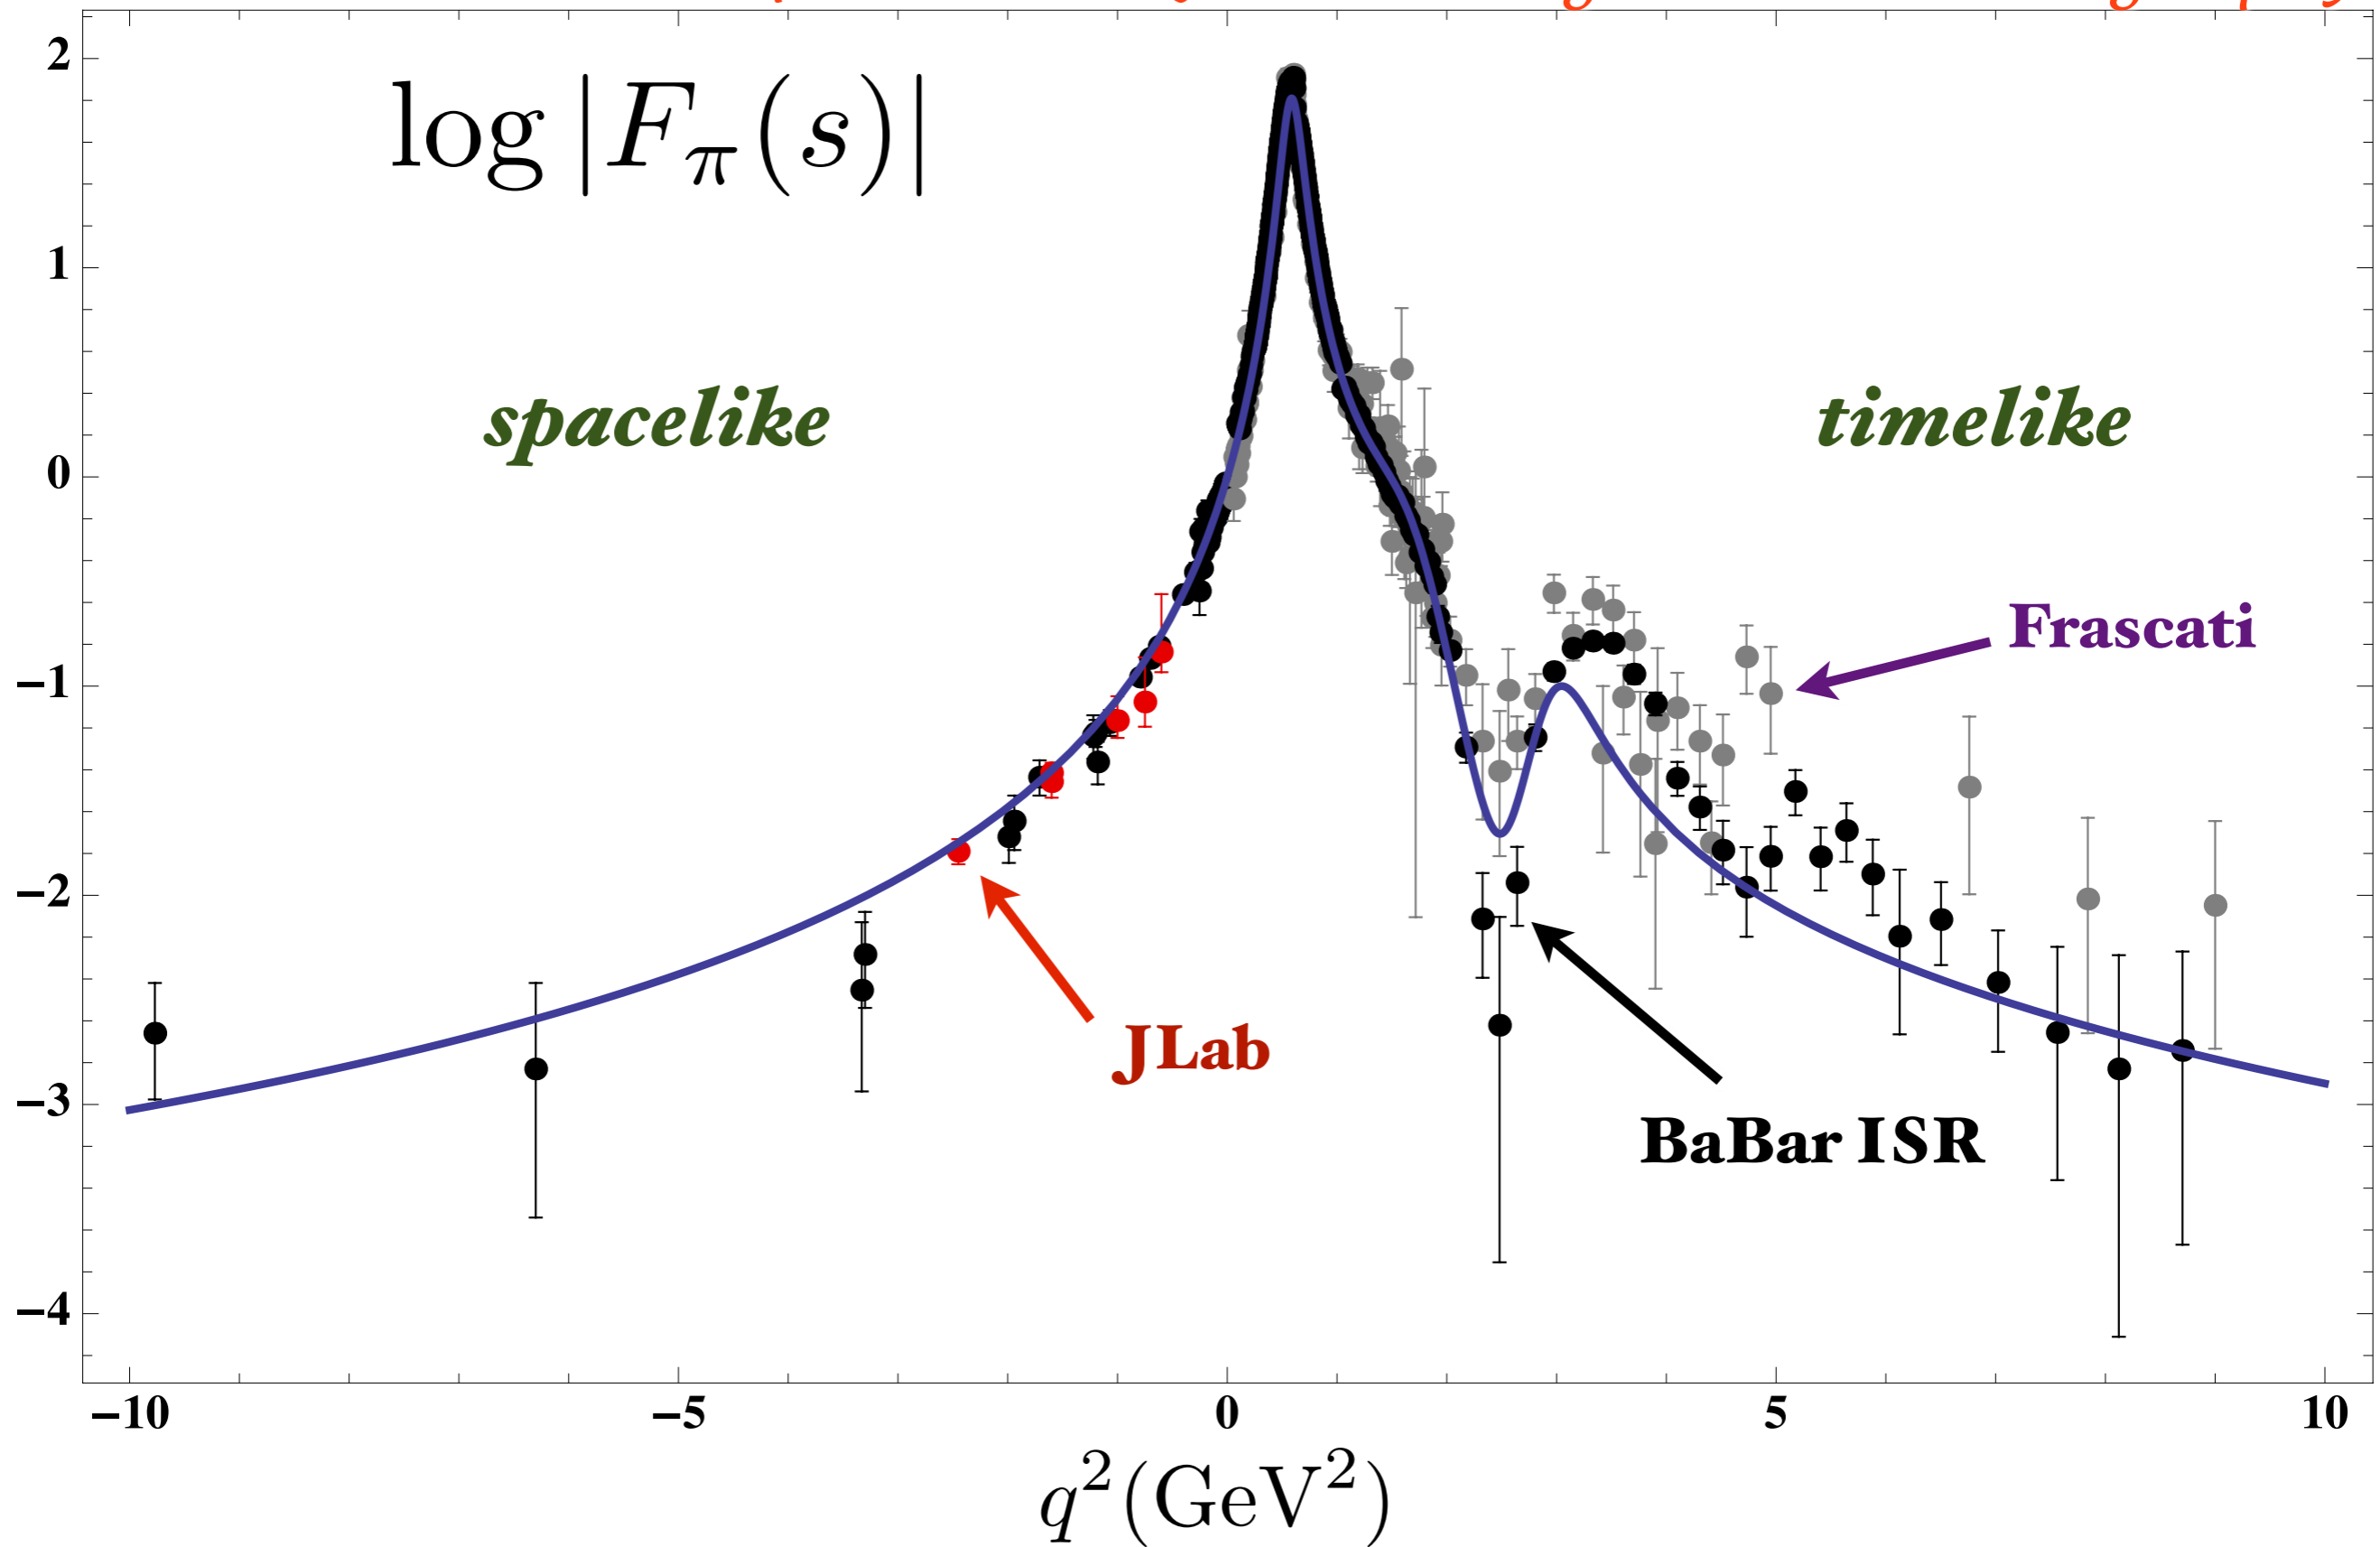 log |Fπ(s)|
2
1
0
−1
−2
−3
−4
spacelike
timelike
Frascati
JLab
BaBar ISR
−10 −5 0 5 10
q²(GeV²)